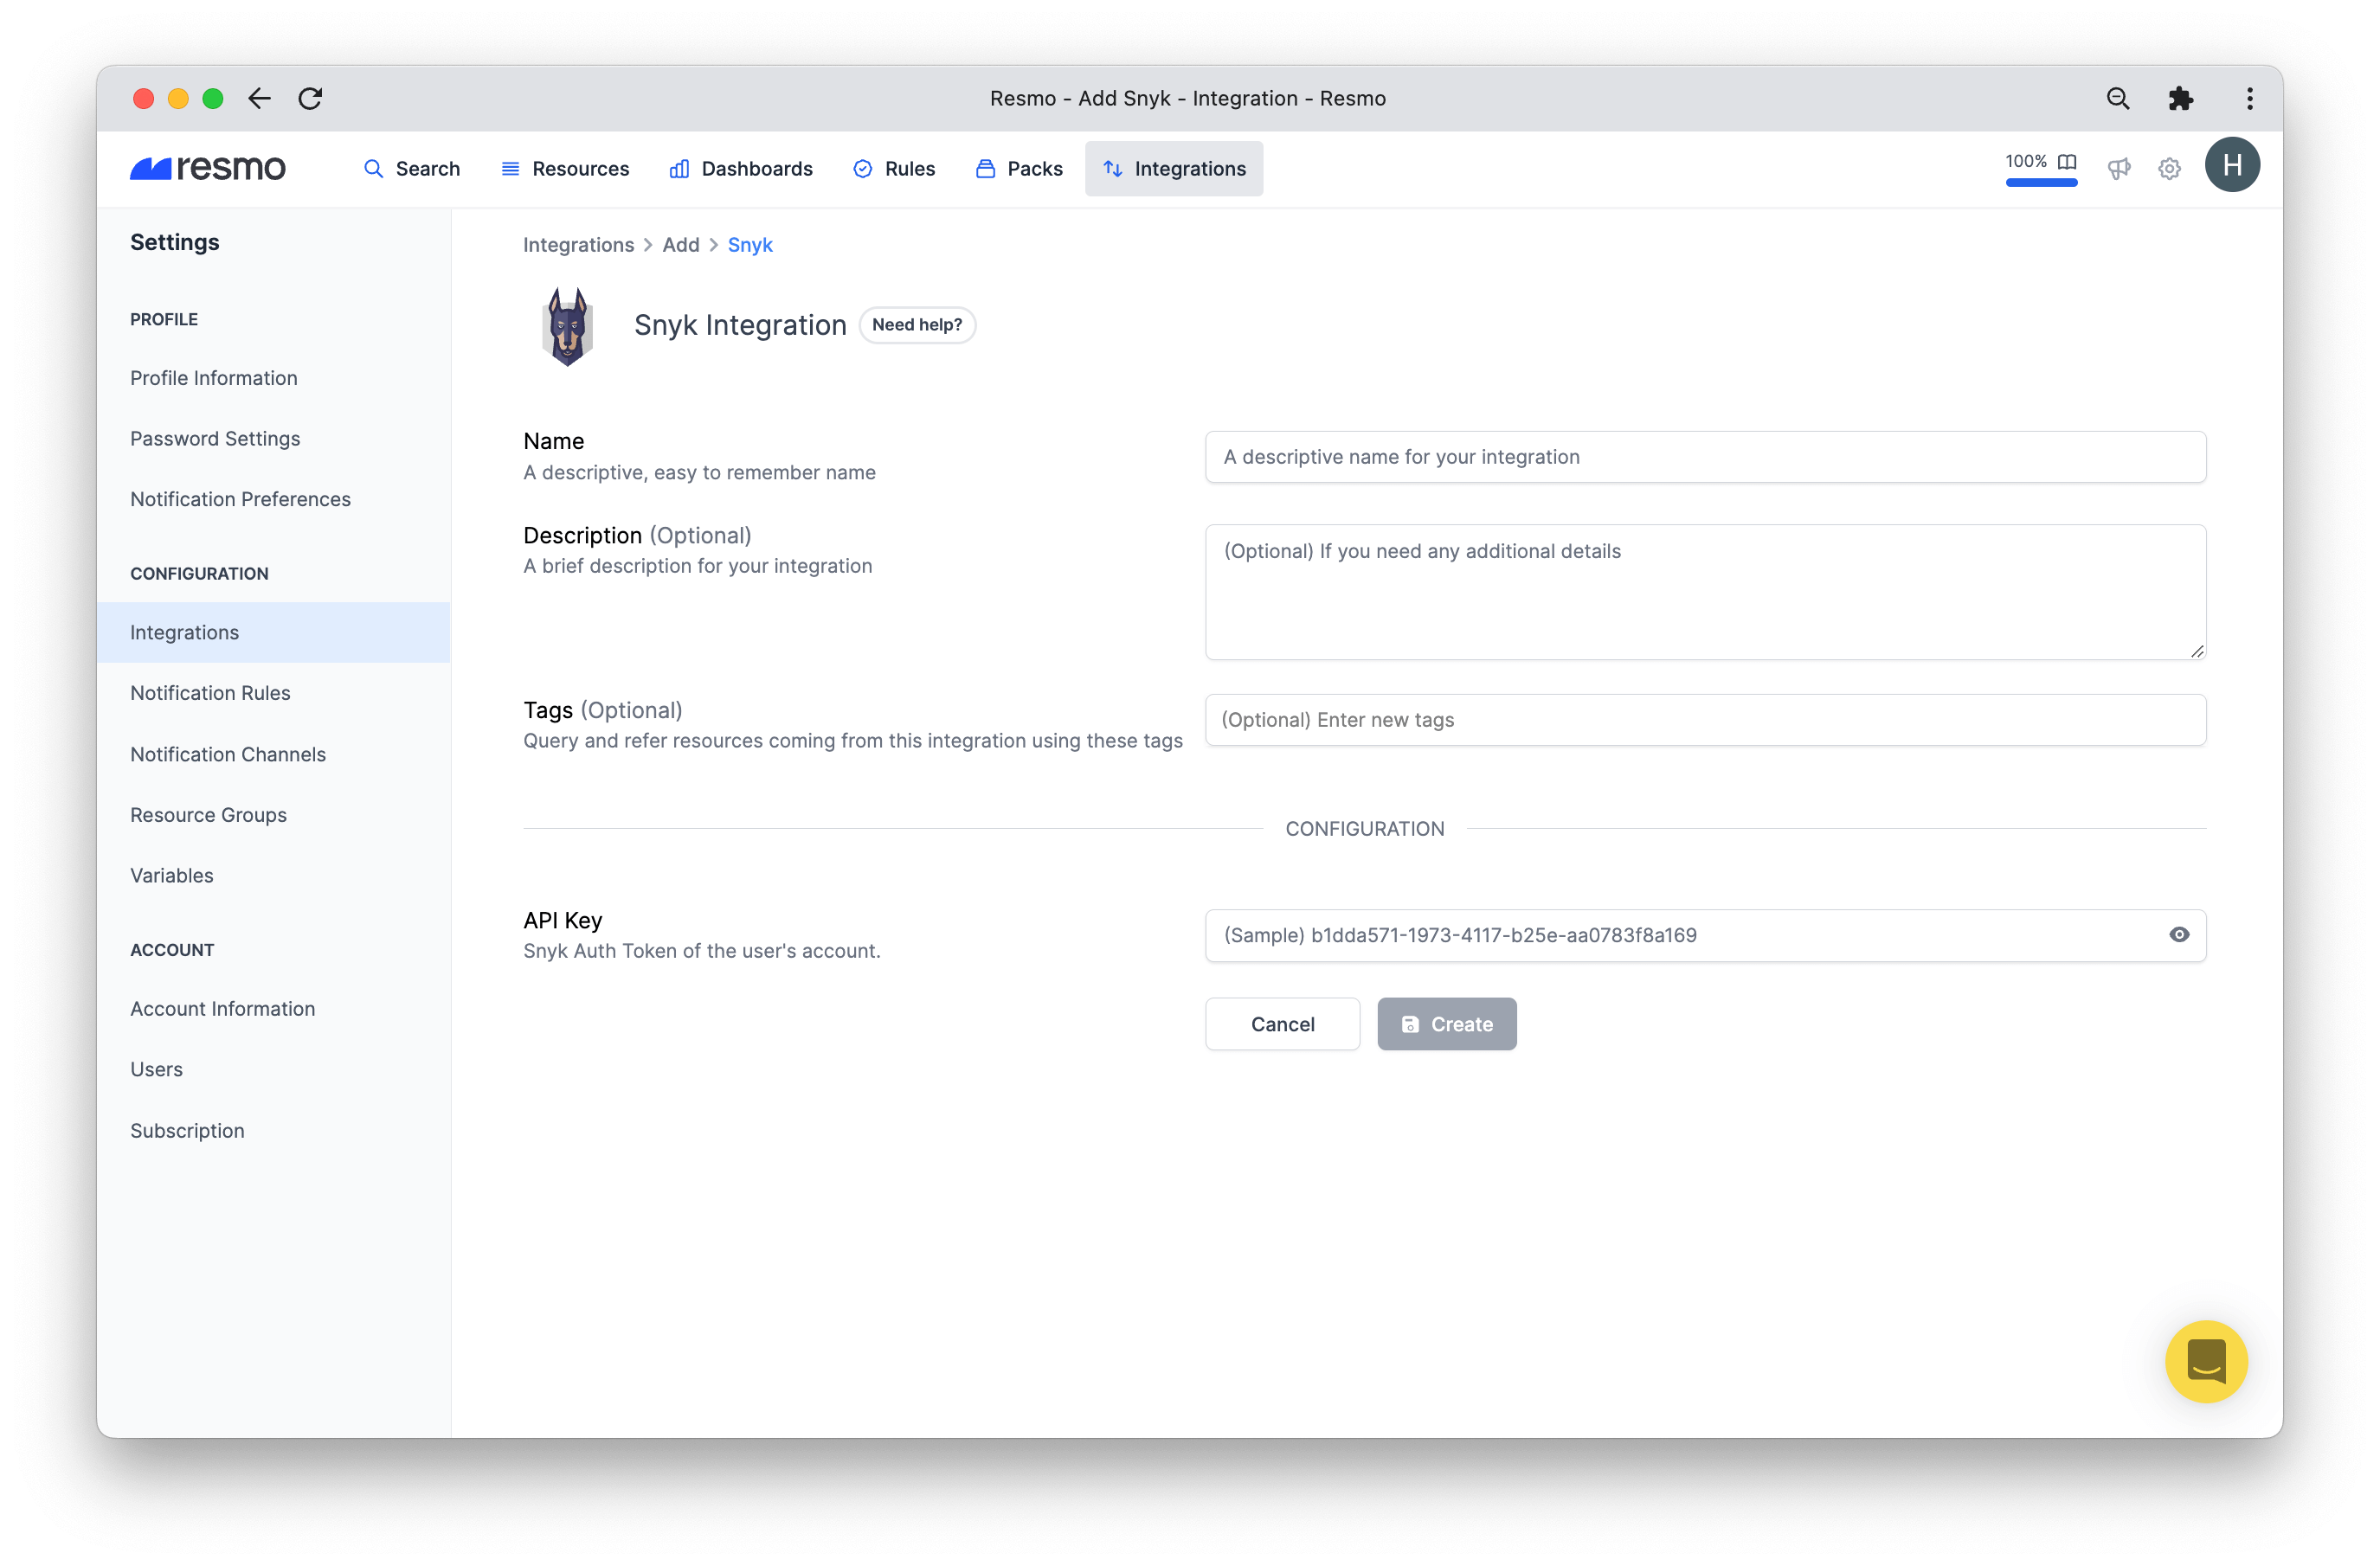 Resmo - Add Snyk - Integration - Resmo
resmo
Search
Resources
Dashboards
Rules
Packs
Integrations
100%
H
Settings
PROFILE
Profile Information
Password Settings
Notification Preferences
CONFIGURATION
Integrations
Notification Rules
Notification Channels
Resource Groups
Variables
ACCOUNT
Account Information
Users
Subscription
Integrations > Add > Snyk
Snyk Integration
Need help?
Name
A descriptive, easy to remember name
A descriptive name for your integration
Description (Optional)
A brief description for your integration
(Optional) If you need any additional details
Tags (Optional)
Query and refer resources coming from this integration using these tags
(Optional) Enter new tags
CONFIGURATION
API Key
Snyk Auth Token of the user's account.
(Sample) b1dda571-1973-4117-b25e-aa0783f8a169
Cancel
Create